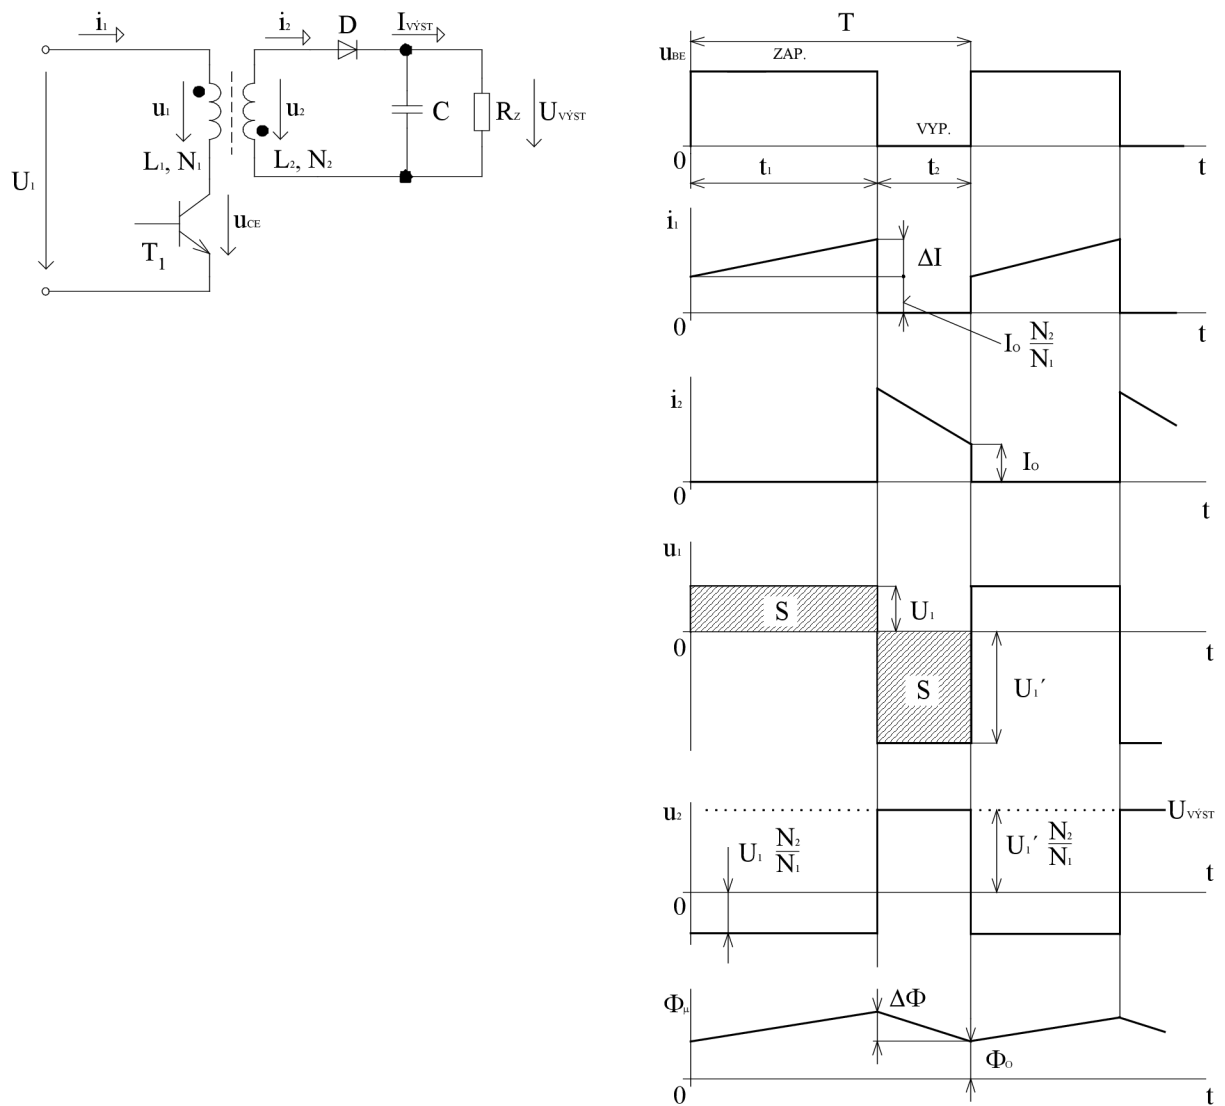 i₁
i₂
D
I_VÝST
U₁
u₁
u₂
C
R_Z
U_VÝST
L₁, N₁
L₂, N₂
u_CE
T₁
T
u_BE
ZAP.
VYP.
0
t
t₁
t₂
i₁
ΔI
0
t
I_O N₂/N₁
i₂
I_O
0
t
u₁
S
U₁
0
t
S
U₁´
u₂
U_VÝST
U₁ N₂/N₁
U₁´ N₂/N₁
t
0
Φ_μ
ΔΦ
Φ_O
0
t